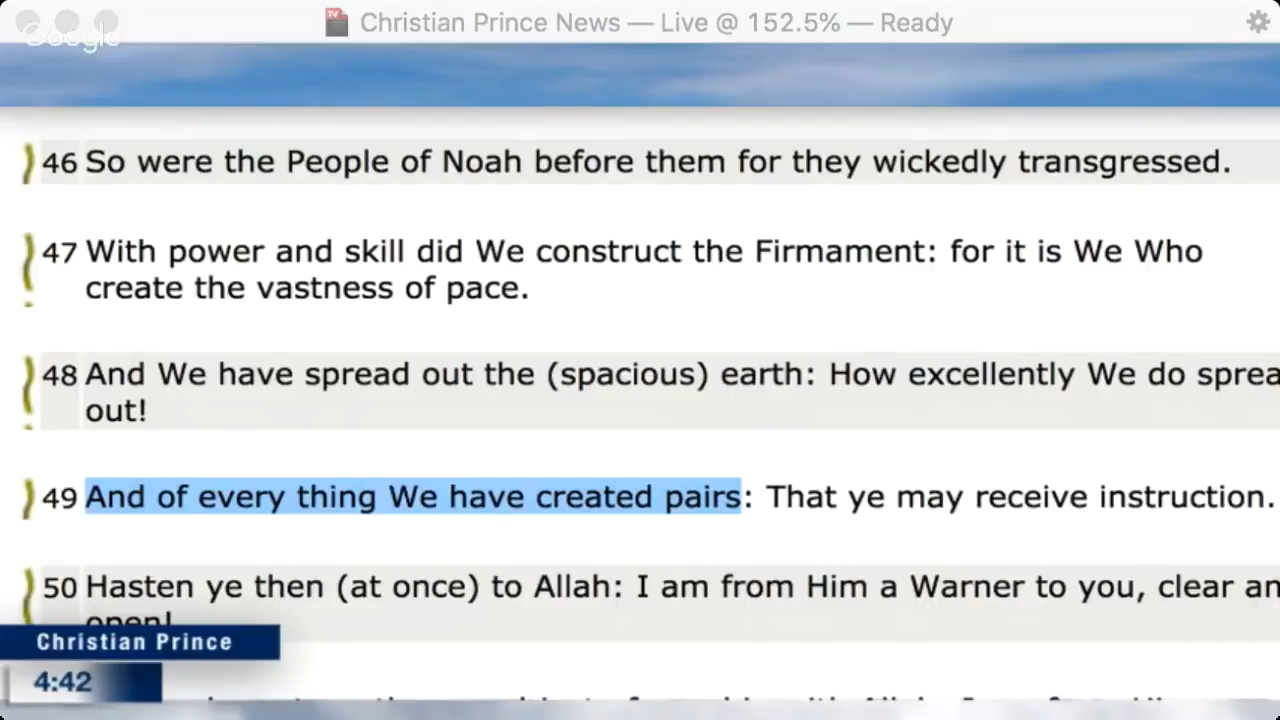 Christian Prince News — Live @ 152.5% — Ready
Google
TV
46 So were the People of Noah before them for they wickedly transgressed.
47 With power and skill did We construct the Firmament: for it is We Who
create the vastness of pace.
48 And We have spread out the (spacious) earth: How excellently We do sprea
out!
49 And of every thing We have created pairs: That ye may receive instruction.
50 Hasten ye then (at once) to Allah: I am from Him a Warner to you, clear an
open!
Christian Prince
4:42